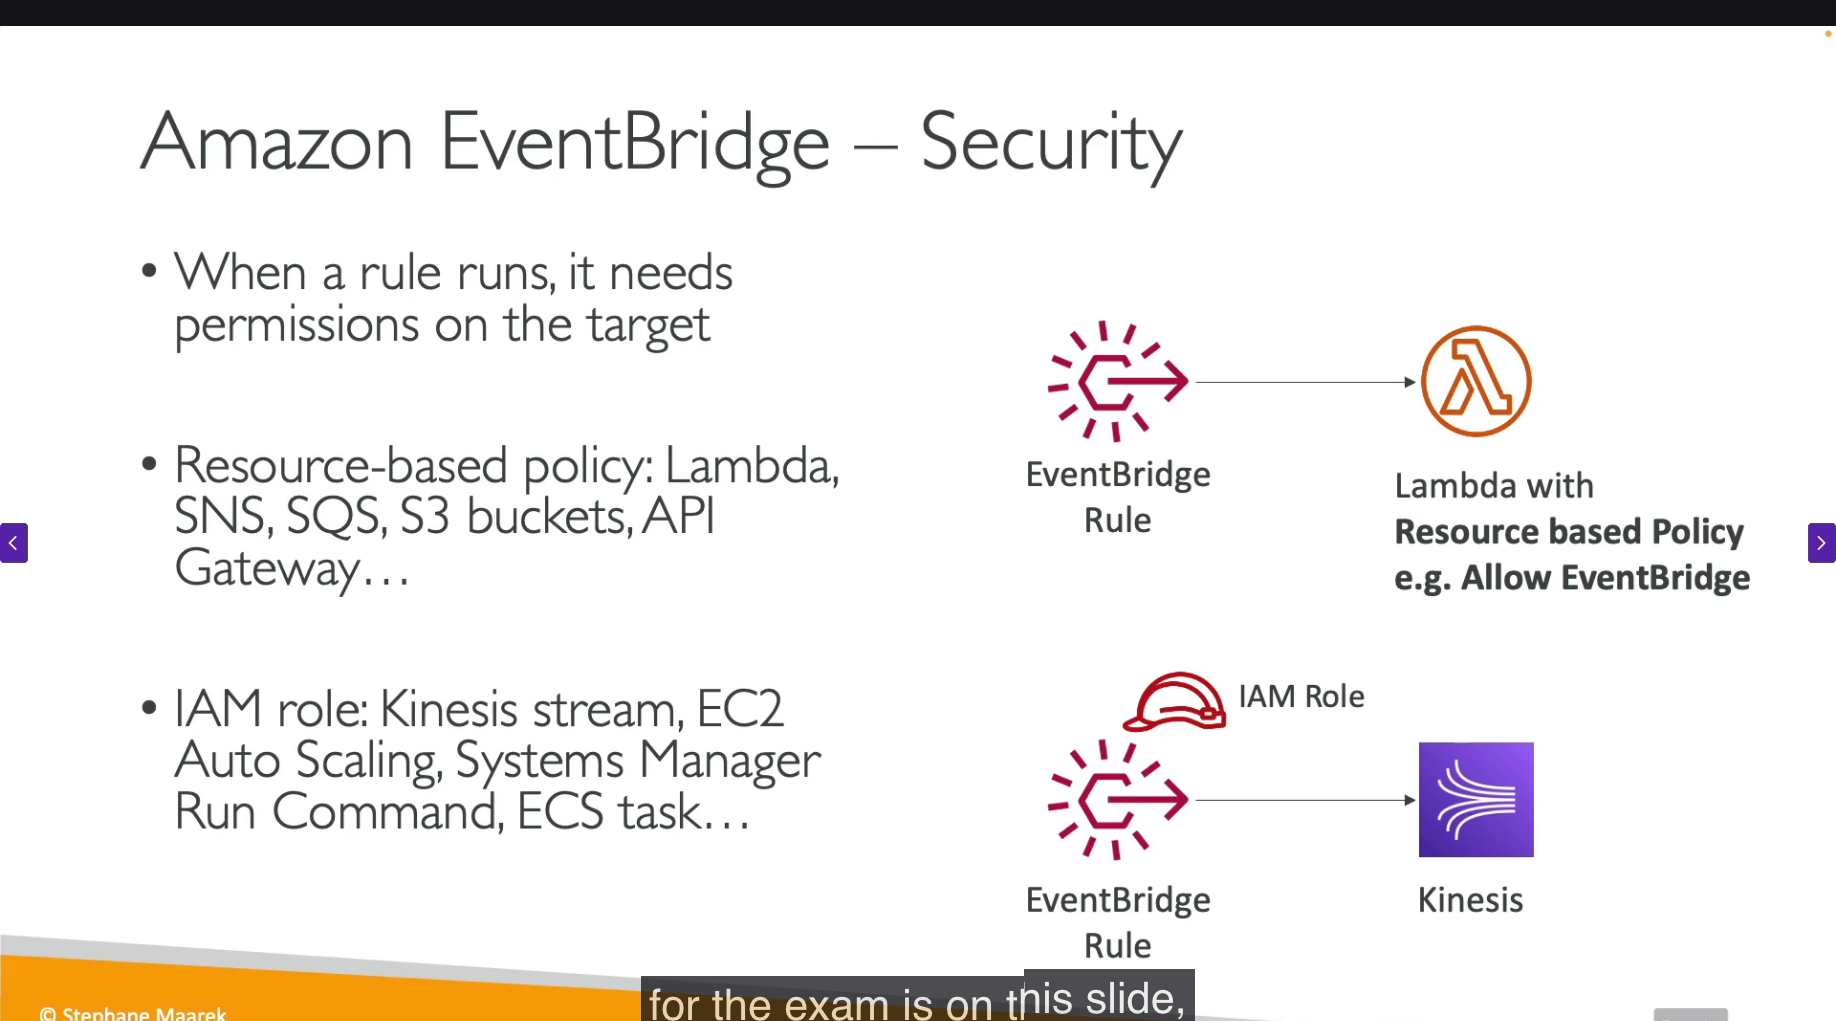 Amazon EventBridge – Security
• When a rule runs, it needs
permissions on the target
• Resource-based policy: Lambda,
SNS, SQS, S3 buckets, API
Gateway…
• IAM role: Kinesis stream, EC2
Auto Scaling, Systems Manager
Run Command, ECS task…
EventBridge
Rule
Lambda with
Resource based Policy
e.g. Allow EventBridge
IAM Role
EventBridge
Rule
Kinesis
for the exam is on this slide,
© Stephane Maarek